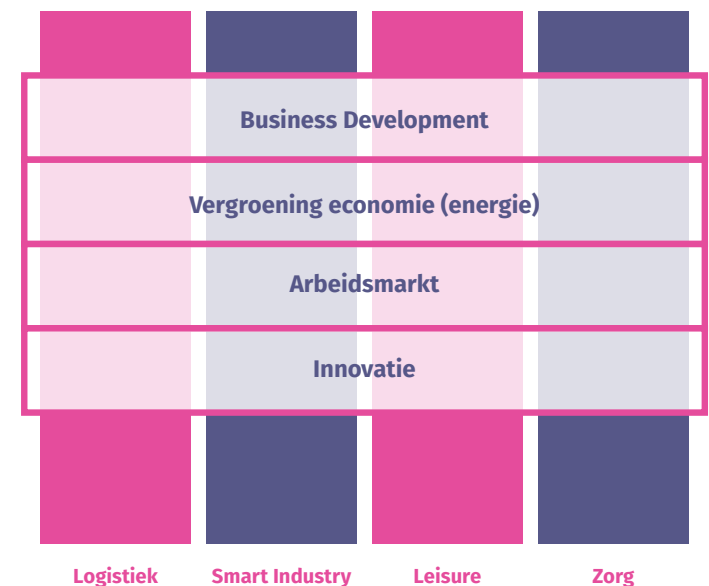 Business Development
Vergroening economie (energie)
Arbeidsmarkt
Innovatie
Logistiek
Smart Industry
Leisure
Zorg